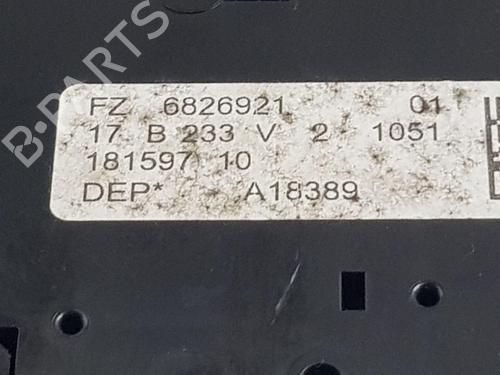 B-PARTS
FZ 6826921 01
17 B 233 V 2 1051
181597 10
DEP* A18389